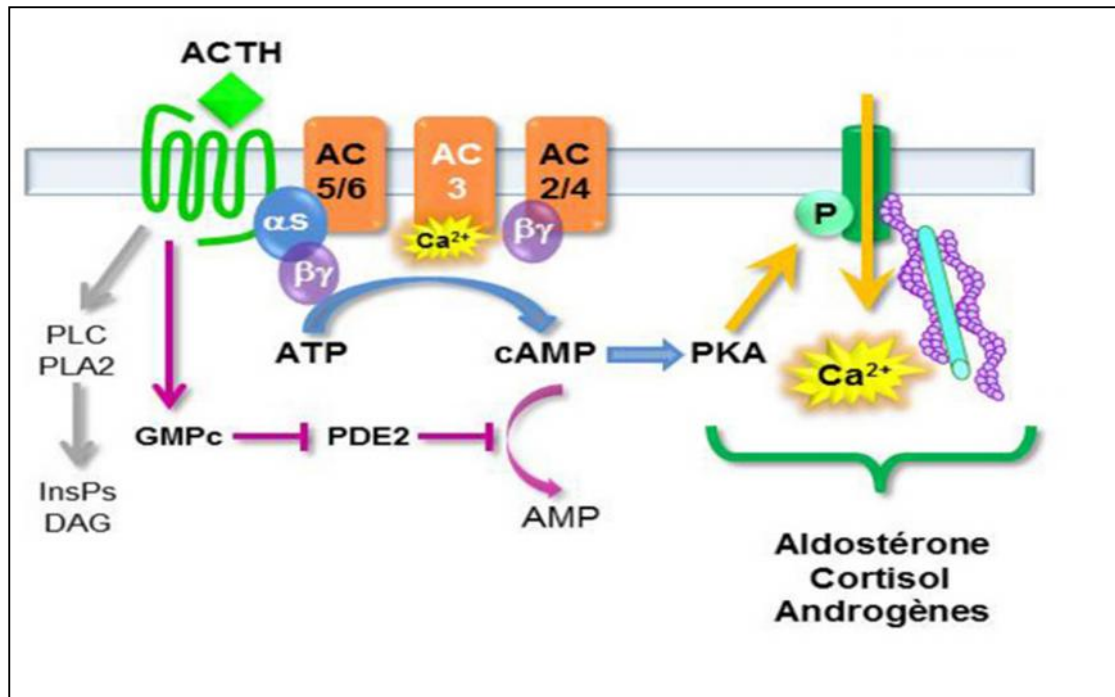 ACTH
AC
5/6
AC
3
AC
2/4
αs
βγ
Ca²⁺
βγ
P
PLC
PLA2
ATP
cAMP
PKA
Ca²⁺
GMPc
PDE2
InsPs
DAG
AMP
Aldostérone
Cortisol
Androgènes